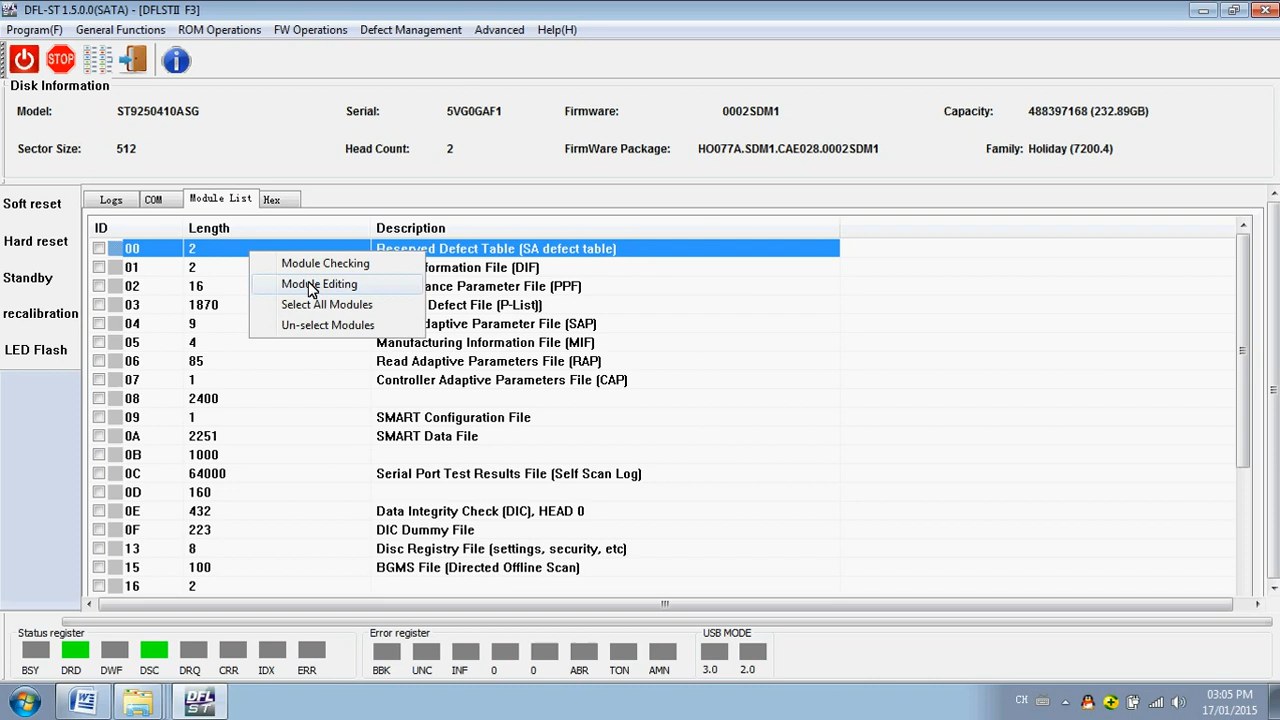 DFL-ST 1.5.0.0(SATA) - [DFLSTII F3]
Program(F) General Functions ROM Operations FW Operations Defect Management Advanced Help(H)
STOP
Disk Information
Model: ST9250410ASG Serial: 5VG0GAF1 Firmware: 0002SDM1 Capacity: 488397168 (232.89GB)
Sector Size: 512 Head Count: 2 FirmWare Package: HO077A.SDM1.CAE028.0002SDM1 Family: Holiday (7200.4)
Soft reset
Hard reset
Standby
recalibration
LED Flash
Logs COM Module List Hex
ID Length Description
00 2 Reserved Defect Table (SA defect table)
01 2 formation File (DIF)
02 16 ance Parameter File (PPF)
03 1870 Defect File (P-List))
04 9 Adaptive Parameter File (SAP)
05 4 Manufacturing Information File (MIF)
06 85 Read Adaptive Parameters File (RAP)
07 1 Controller Adaptive Parameters File (CAP)
08 2400
09 1 SMART Configuration File
0A 2251 SMART Data File
0B 1000
0C 64000 Serial Port Test Results File (Self Scan Log)
0D 160
0E 432 Data Integrity Check (DIC), HEAD 0
0F 223 DIC Dummy File
13 8 Disc Registry File (settings, security, etc)
15 100 BGMS File (Directed Offline Scan)
16 2
Module Checking
Module Editing
Select All Modules
Un-select Modules
Status register
BSY DRD DWF DSC DRQ CRR IDX ERR
Error register
BBK UNC INF 0 0 ABR TON AMN
USB MODE
3.0 2.0
DFL
ST
CH
03:05 PM
17/01/2015